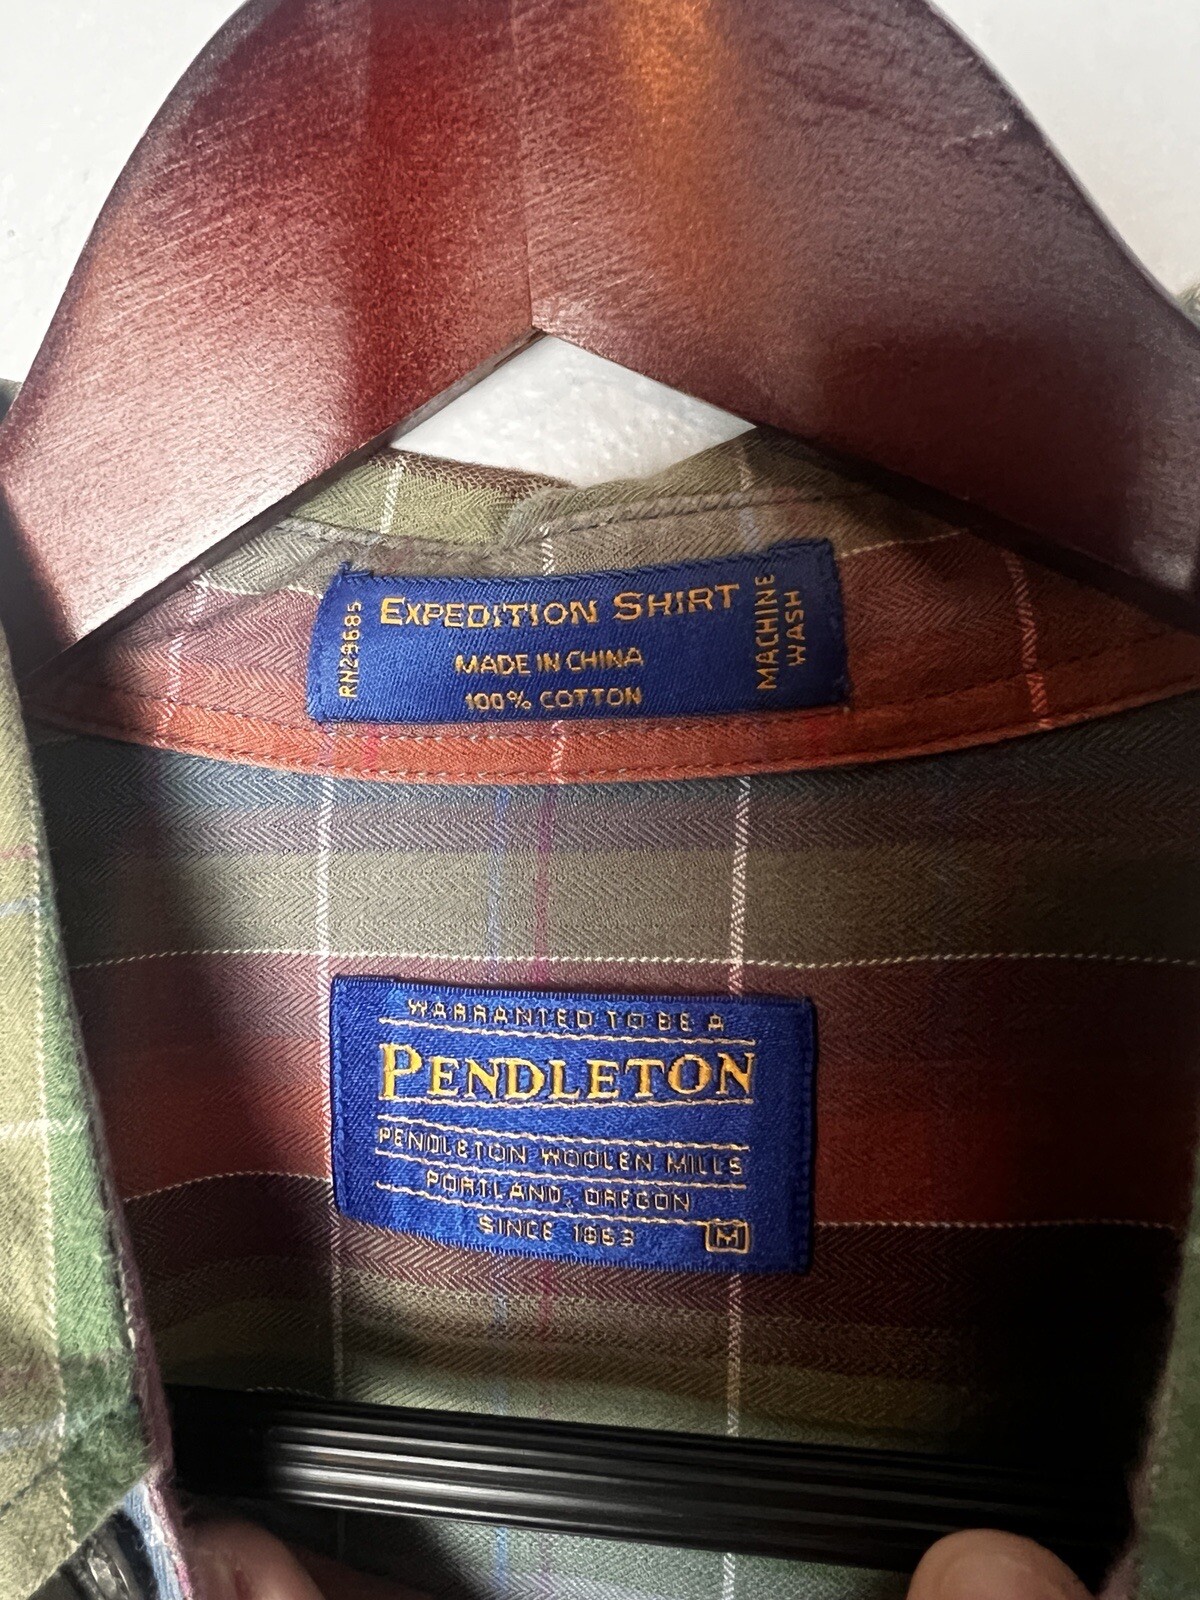 RN29685
EXPEDITION SHIRT
MADE IN CHINA
100% COTTON
MACHINE
WASH
WARRANTED TO BE A
PENDLETON
PENDLETON WOOLEN MILLS
PORTLAND, OREGON
SINCE 1863
M